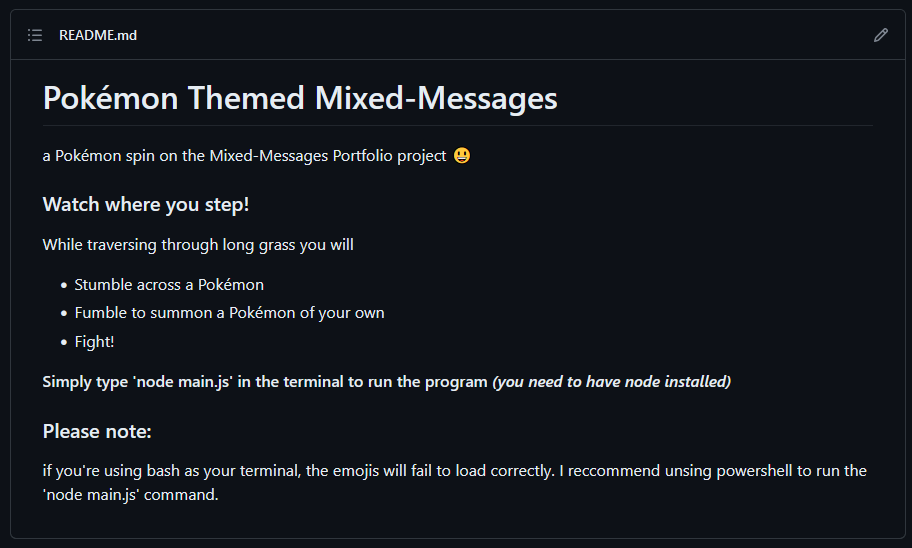 README.md
Pokémon Themed Mixed-Messages
a Pokémon spin on the Mixed-Messages Portfolio project 😃
Watch where you step!
While traversing through long grass you will
• Stumble across a Pokémon
• Fumble to summon a Pokémon of your own
• Fight!
Simply type 'node main.js' in the terminal to run the program (you need to have node installed)
Please note:
if you're using bash as your terminal, the emojis will fail to load correctly. I reccommend unsing powershell to run the
'node main.js' command.